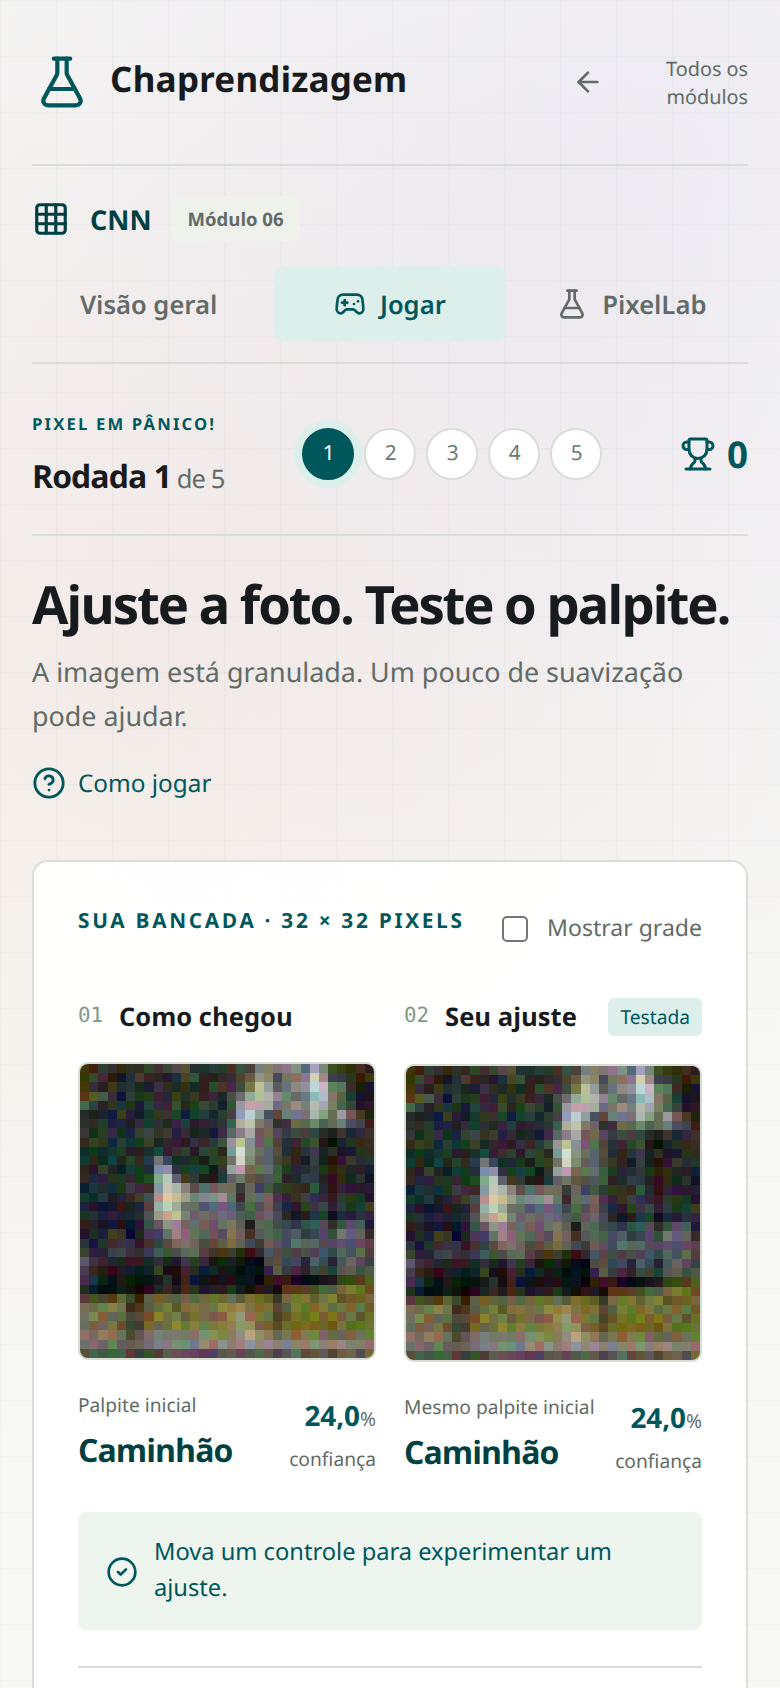 Chaprendizagem
Todos os
módulos
CNN
Módulo 06
Visão geral
Jogar
PixelLab
PIXEL EM PÂNICO!
Rodada 1 de 5
1
2
3
4
5
0
Ajuste a foto. Teste o palpite.
A imagem está granulada. Um pouco de suavização
pode ajudar.
Como jogar
SUA BANCADA · 32 × 32 PIXELS
Mostrar grade
01 Como chegou
02 Seu ajuste
Testada
Palpite inicial
Caminhão
24,0%
confiança
Mesmo palpite inicial
Caminhão
24,0%
confiança
Mova um controle para experimentar um
ajuste.